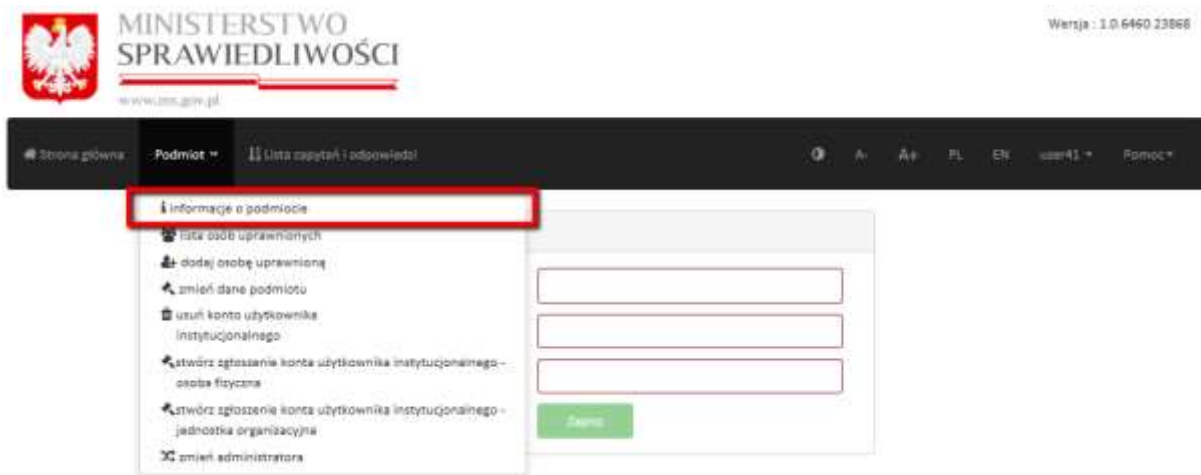 MINISTERSTWO
SPRAWIEDLIWOŚCI
www.ms.gov.pl
Wersja : 1.0.6460.23868
Strona główna Podmiot Lista zapytań i odpowiedzi A- A+ PL EN user41 Pomoc
informacje o podmiocie
lista osób uprawnionych
dodaj osobę uprawnioną
zmień dane podmiotu
usuń konto użytkownika
instytucjonalnego
stwórz zgłoszenie konta użytkownika instytucjonalnego -
osoba fizyczna
stwórz zgłoszenie konta użytkownika instytucjonalnego -
jednostka organizacyjna
zmień administratora
Zapisz